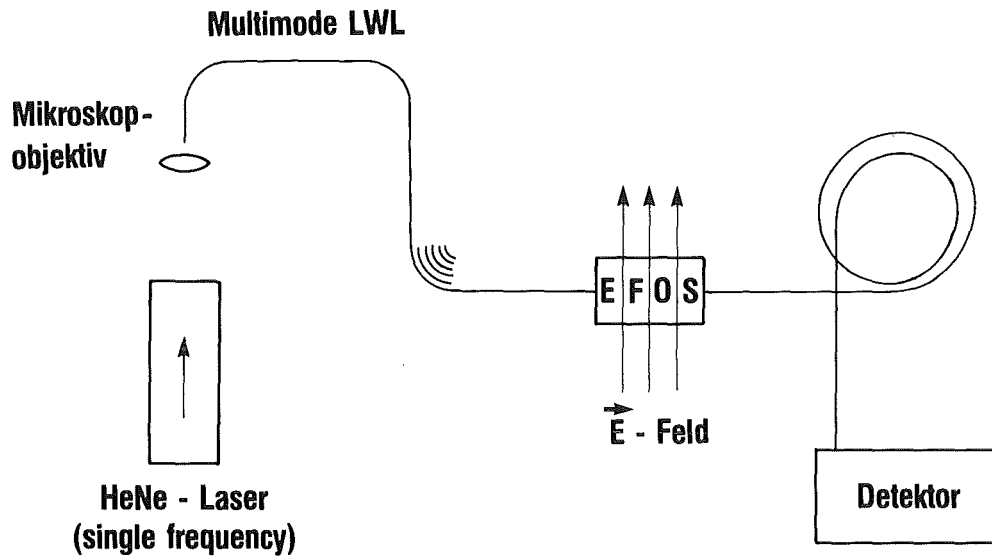 Multimode LWL
Mikroskop-
objektiv
E F O S
E - Feld
HeNe - Laser
(single frequency)
Detektor